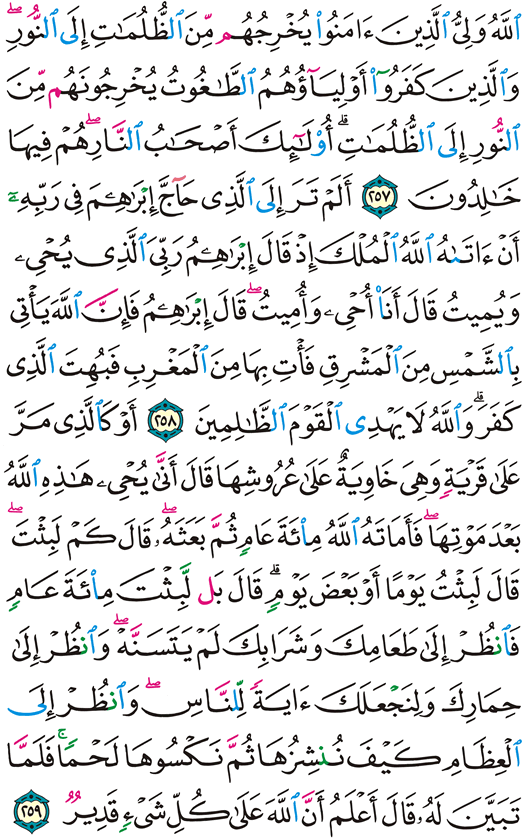 ٱللَّهُ وَلِيُّ ٱلَّذِينَ ءَامَنُوا۟ يُخْرِجُهُم مِّنَ ٱلظُّلُمَٰتِ إِلَى ٱلنُّورِ ۖ
وَٱلَّذِينَ كَفَرُوٓا۟ أَوْلِيَآؤُهُمُ ٱلطَّٰغُوتُ يُخْرِجُونَهُم مِّنَ
ٱلنُّورِ إِلَى ٱلظُّلُمَٰتِ ۗ أُو۟لَٰٓئِكَ أَصْحَٰبُ ٱلنَّارِ ۖ هُمْ فِيهَا
خَٰلِدُونَ ٢٥٧ أَلَمْ تَرَ إِلَى ٱلَّذِى حَآجَّ إِبْرَٰهِـۧمَ فِى رَبِّهِۦٓ
أَنْ ءَاتَىٰهُ ٱللَّهُ ٱلْمُلْكَ إِذْ قَالَ إِبْرَٰهِـۧمُ رَبِّىَ ٱلَّذِى يُحْىِۦ
وَيُمِيتُ قَالَ أَنَا۠ أُحْىِۦ وَأُمِيتُ ۖ قَالَ إِبْرَٰهِـۧمُ فَإِنَّ ٱللَّهَ يَأْتِى
بِٱلشَّمْسِ مِنَ ٱلْمَشْرِقِ فَأْتِ بِهَا مِنَ ٱلْمَغْرِبِ فَبُهِتَ ٱلَّذِى
كَفَرَ ۗ وَٱللَّهُ لَا يَهْدِى ٱلْقَوْمَ ٱلظَّٰلِمِينَ ٢٥٨ أَوْ كَٱلَّذِى مَرَّ
عَلَىٰ قَرْيَةٍ وَهِىَ خَاوِيَةٌ عَلَىٰ عُرُوشِهَا قَالَ أَنَّىٰ يُحْىِۦ هَٰذِهِ ٱللَّهُ
بَعْدَ مَوْتِهَا ۖ فَأَمَاتَهُ ٱللَّهُ مِا۟ئَةَ عَامٍ ثُمَّ بَعَثَهُۥ ۖ قَالَ كَمْ لَبِثْتَ ۖ
قَالَ لَبِثْتُ يَوْمًا أَوْ بَعْضَ يَوْمٍ ۖ قَالَ بَل لَّبِثْتَ مِا۟ئَةَ عَامٍ
فَٱنظُرْ إِلَىٰ طَعَامِكَ وَشَرَابِكَ لَمْ يَتَسَنَّهْ ۖ وَٱنظُرْ إِلَىٰ
حِمَارِكَ وَلِنَجْعَلَكَ ءَايَةً لِّلنَّاسِ ۖ وَٱنظُرْ إِلَى
ٱلْعِظَامِ كَيْفَ نُنشِزُهَا ثُمَّ نَكْسُوهَا لَحْمًا ۚ فَلَمَّا
تَبَيَّنَ لَهُۥ قَالَ أَعْلَمُ أَنَّ ٱللَّهَ عَلَىٰ كُلِّ شَىْءٍ قَدِيرٌ ٢٥٩